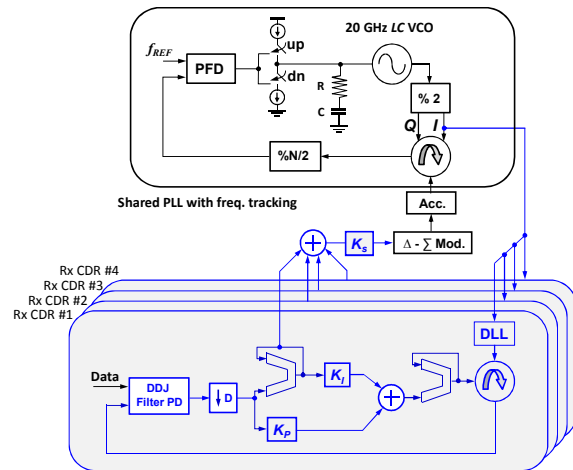 20 GHz LC VCO
f_REF
PFD
up
dn
R
C
% 2
Q I
%N/2
Shared PLL with freq. tracking
Acc.
K_S
Δ - Σ Mod.
Rx CDR #4
Rx CDR #3
Rx CDR #2
Rx CDR #1
DLL
Data
DDJ
Filter PD
↓ D
K_I
K_P